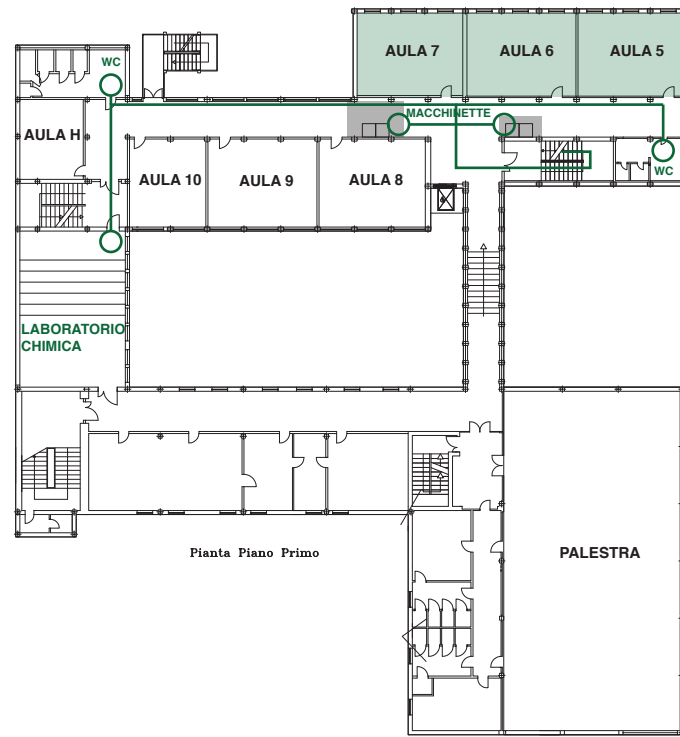 AULA 7
AULA 6
AULA 5
WC
MACCHINETTE
AULA H
WC
AULA 10
AULA 9
AULA 8
LABORATORIO
CHIMICA
Pianta Piano Primo
PALESTRA